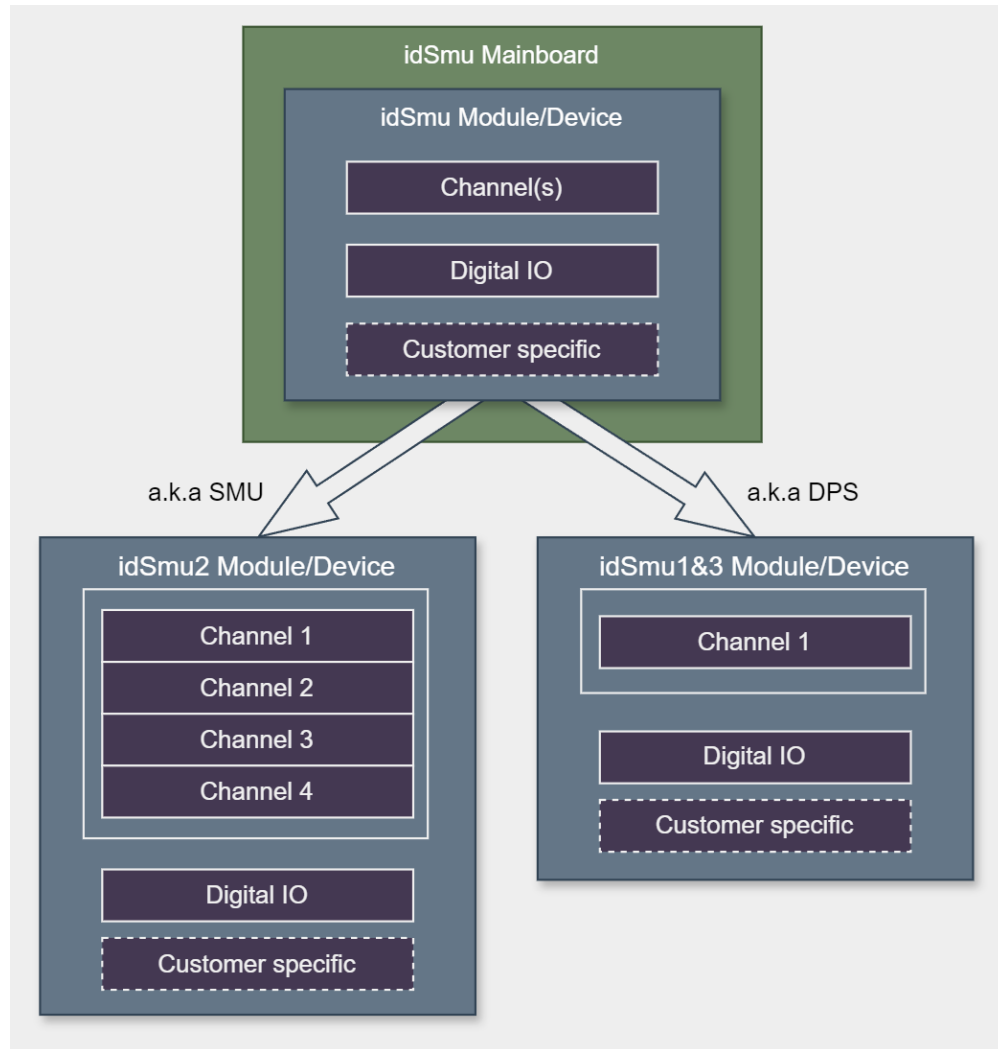 idSmu Mainboard
idSmu Module/Device
Channel(s)
Digital IO
Customer specific
a.k.a SMU
a.k.a DPS
idSmu2 Module/Device
Channel 1
Channel 2
Channel 3
Channel 4
Digital IO
Customer specific
idSmu1&3 Module/Device
Channel 1
Digital IO
Customer specific